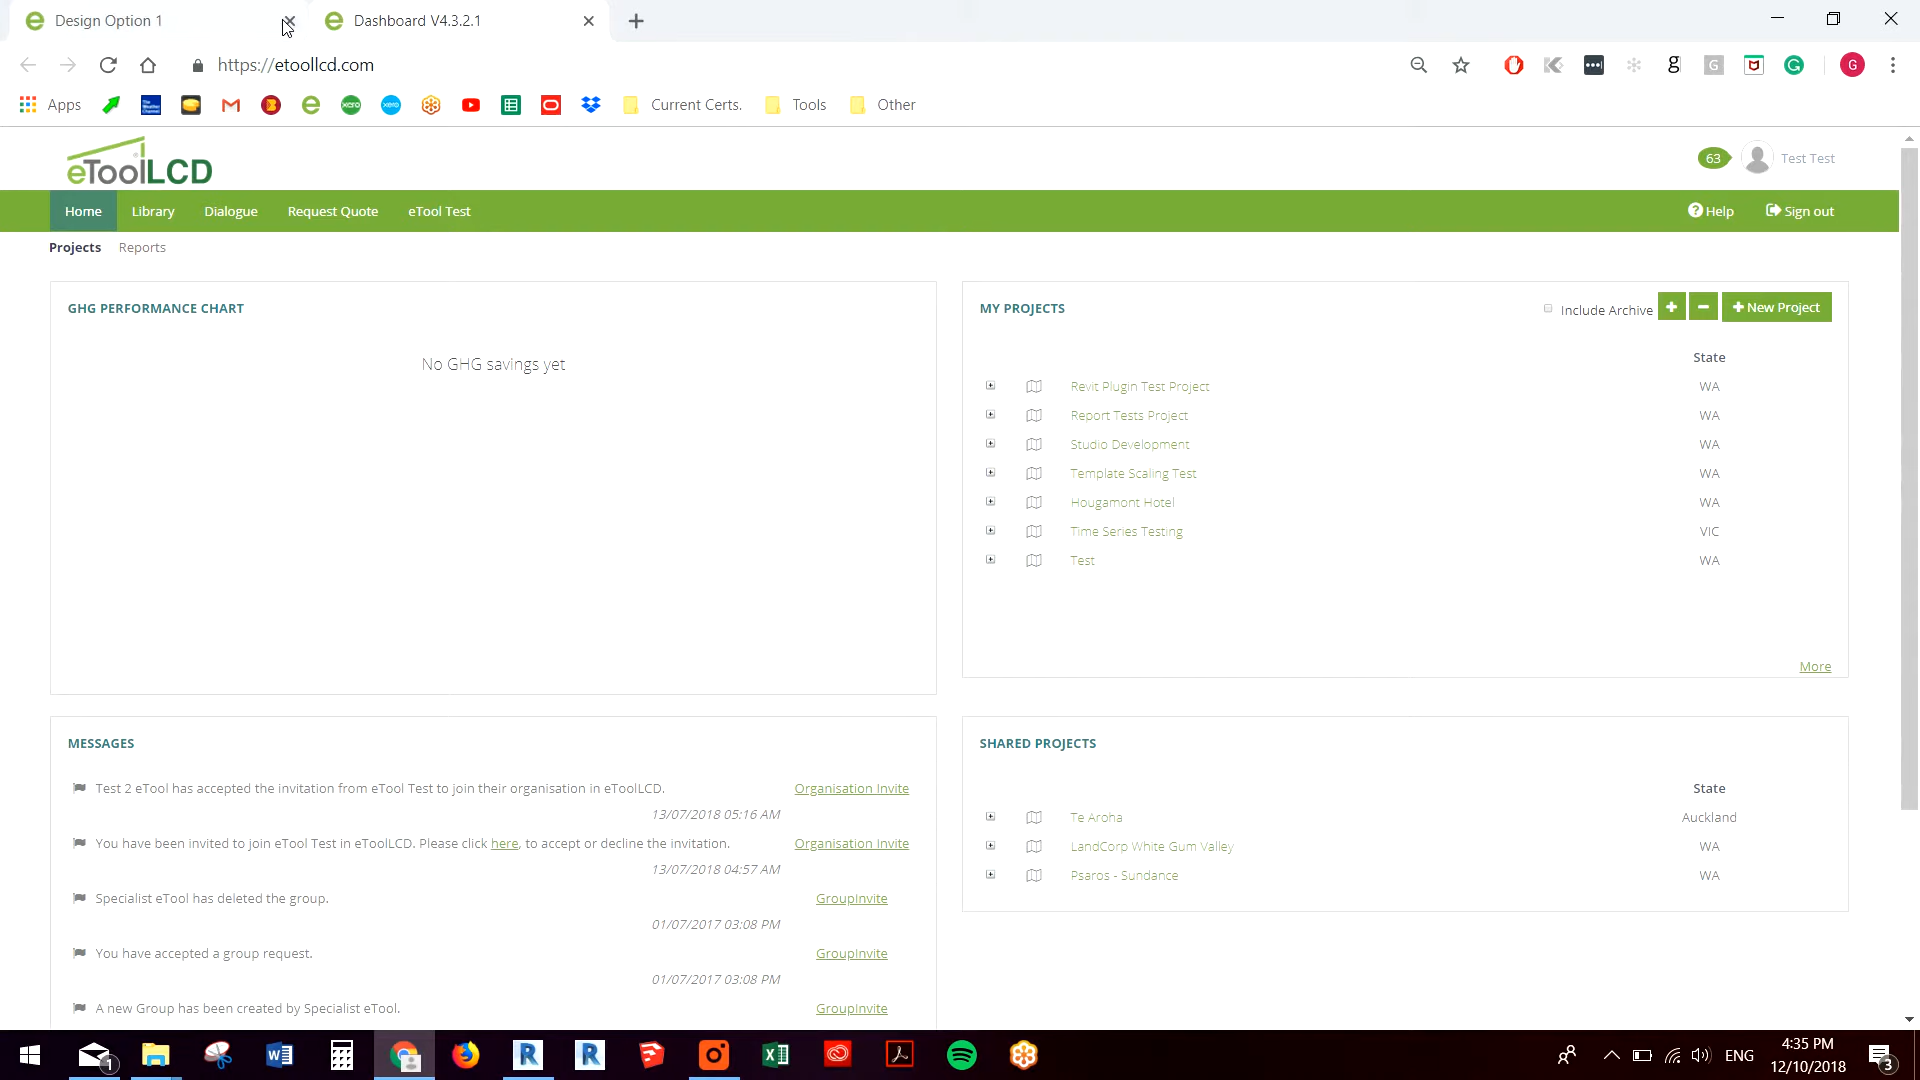 Design Option 1
Dashboard V4.3.2.1
https://etoollcd.com
Apps
Current Certs.
Tools
Other
eToolLCD
63
Test Test
Home
Library
Dialogue
Request Quote
eTool Test
Help
Sign out
Projects
Reports
GHG PERFORMANCE CHART
No GHG savings yet
MY PROJECTS
Include Archive
+ New Project
State
Revit Plugin Test Project WA
Report Tests Project WA
Studio Development WA
Template Scaling Test WA
Hougamont Hotel WA
Time Series Testing VIC
Test WA
More
MESSAGES
Test 2 eTool has accepted the invitation from eTool Test to join their organisation in eToolLCD. Organisation Invite
13/07/2018 05:16 AM
You have been invited to join eTool Test in eToolLCD. Please click here, to accept or decline the invitation. Organisation Invite
13/07/2018 04:57 AM
Specialist eTool has deleted the group. GroupInvite
01/07/2017 03:08 PM
You have accepted a group request. GroupInvite
01/07/2017 03:08 PM
A new Group has been created by Specialist eTool. GroupInvite
SHARED PROJECTS
State
Te Aroha Auckland
LandCorp White Gum Valley WA
Psaros - Sundance WA
1
ENG
4:35 PM
12/10/2018
3